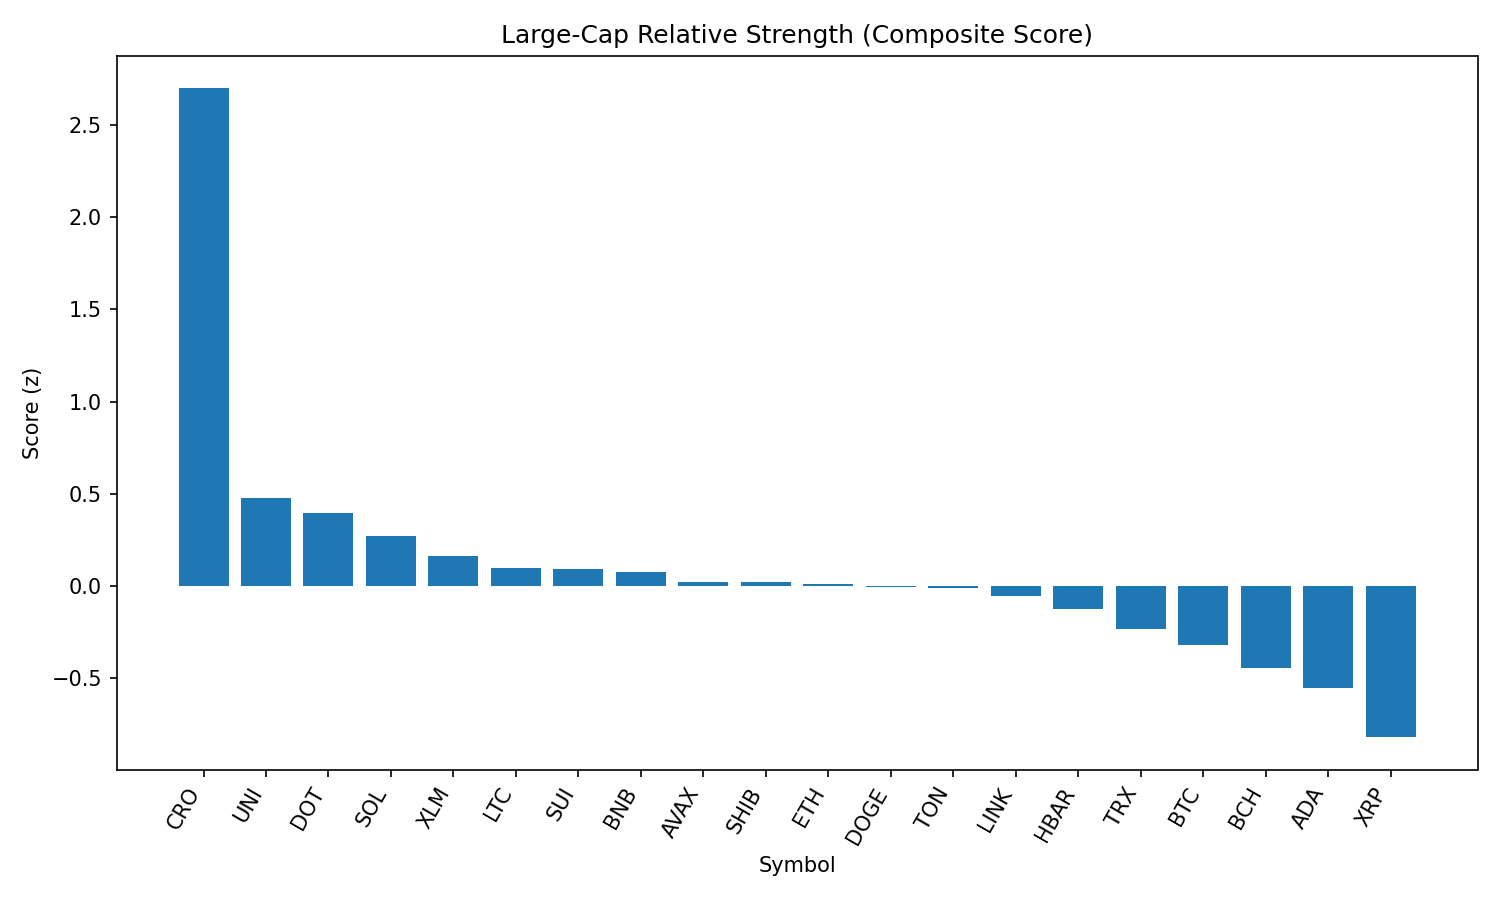 Large-Cap Relative Strength (Composite Score)
Score (z)
2.5
2.0
1.5
1.0
0.5
0.0
−0.5
CRO
UNI
DOT
SOL
XLM
LTC
SUI
BNB
AVAX
SHIB
ETH
DOGE
TON
LINK
HBAR
TRX
BTC
BCH
ADA
XRP
Symbol